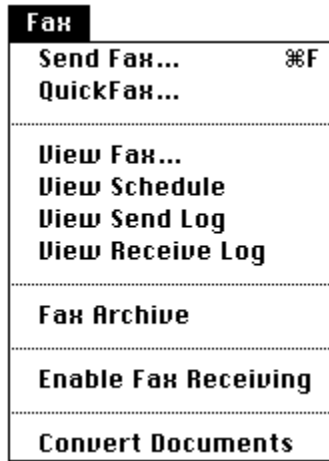 Fax
Send Fax... ⌘F
QuickFax...
View Fax...
View Schedule
View Send Log
View Receive Log
Fax Archive
Enable Fax Receiving
Convert Documents